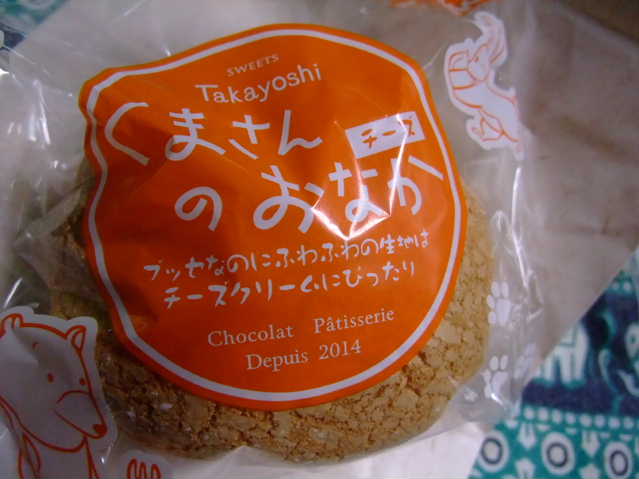 SWEETS
Takayoshi
くまさん
チーズ
のおなか
ブッセなのにふわふわの生地は
チーズクリームにぴったり
Chocolat Pâtisserie
Depuis 2014